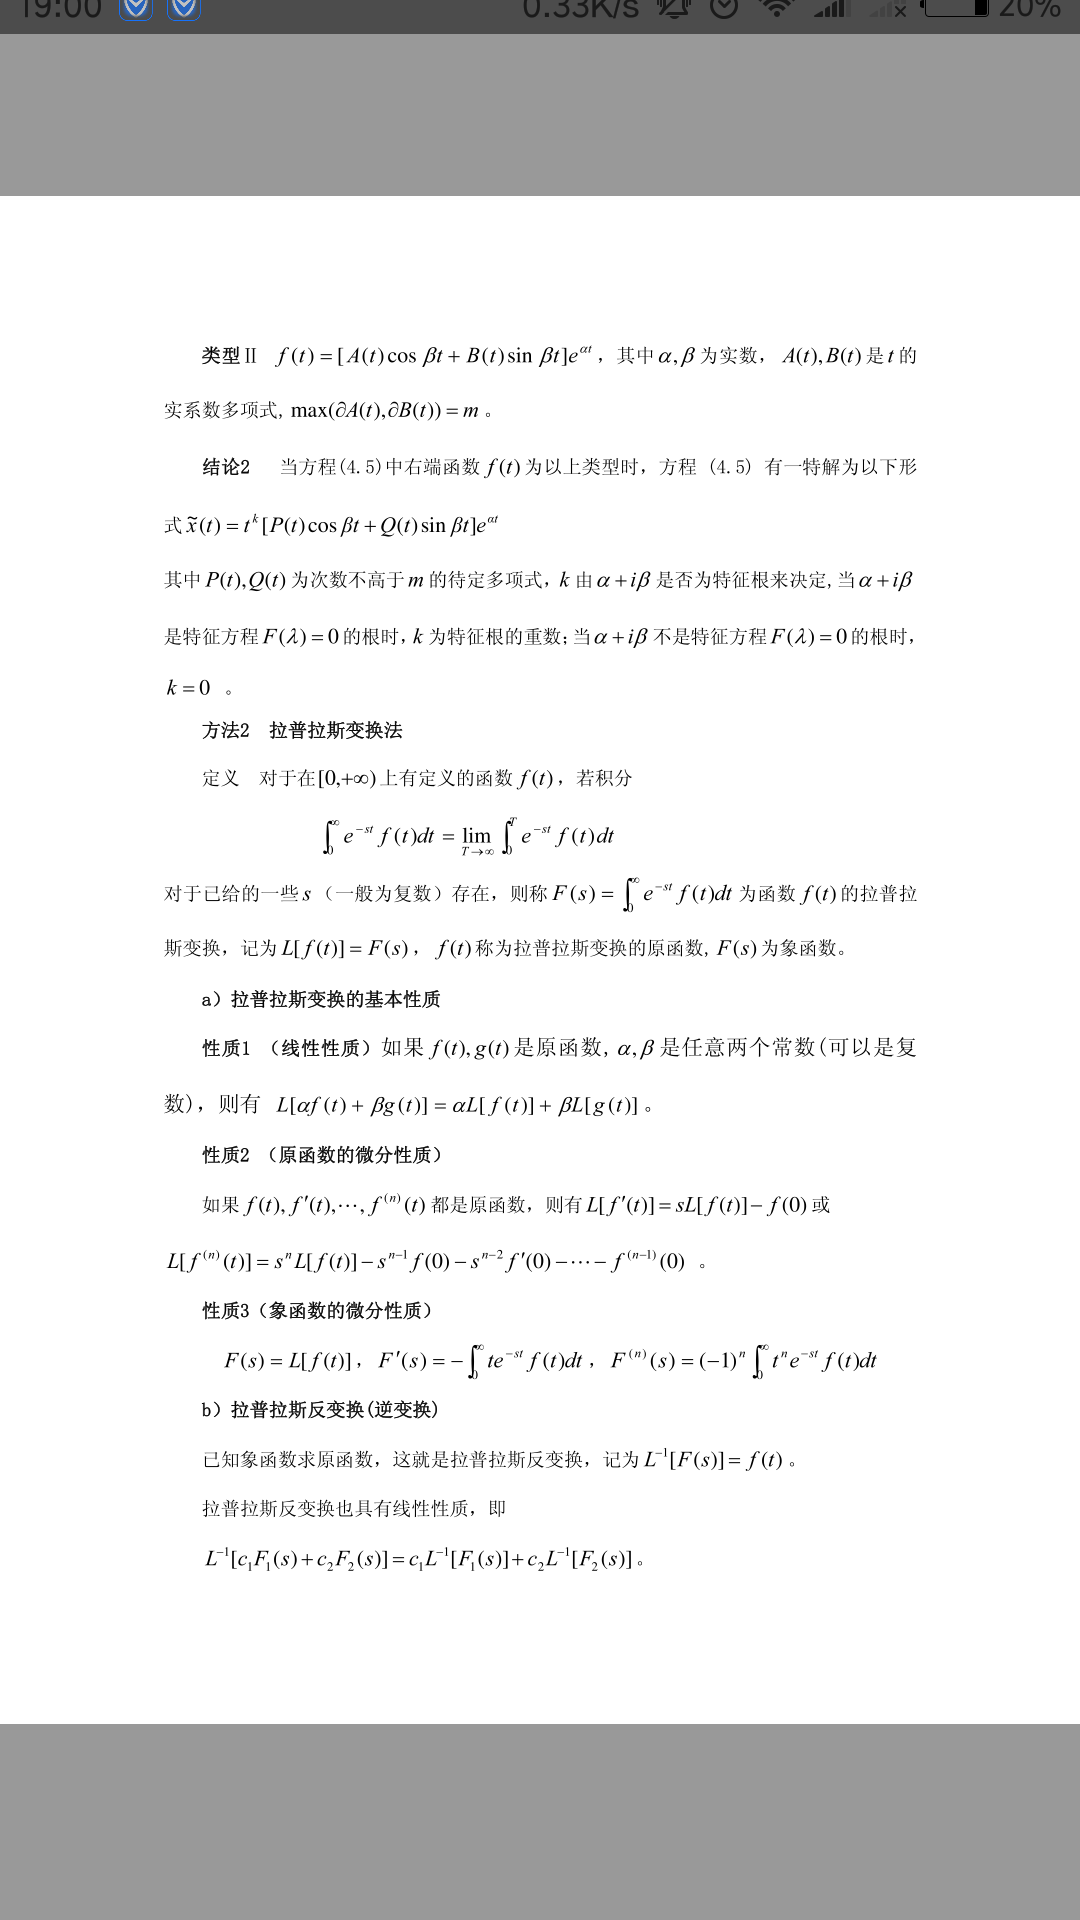 19:00 0.33K/s 20%
类型Ⅱ f(t)=[A(t)cos βt+B(t)sin βt]e^{αt}，其中α,β为实数， A(t),B(t)是t的
实系数多项式, max(∂A(t),∂B(t))=m。
结论2 当方程(4.5)中右端函数f(t)为以上类型时，方程 (4.5) 有一特解为以下形
式x̃(t)=t^k[P(t)cos βt+Q(t)sin βt]e^{αt}
其中P(t),Q(t)为次数不高于m的待定多项式，k由α+iβ是否为特征根来决定,当α+iβ
是特征方程F(λ)=0的根时，k为特征根的重数;当α+iβ不是特征方程F(λ)=0的根时，
k=0 。
方法2 拉普拉斯变换法
定义 对于在[0,+∞)上有定义的函数f(t)，若积分
∫_0^∞ e^{-st}f(t)dt = lim_{T→∞} ∫_0^T e^{-st}f(t)dt
对于已给的一些s（一般为复数）存在，则称F(s)=∫_0^∞ e^{-st}f(t)dt为函数f(t)的拉普拉
斯变换，记为L[f(t)]=F(s)， f(t)称为拉普拉斯变换的原函数,F(s)为象函数。
a）拉普拉斯变换的基本性质
性质1 （线性性质）如果f(t),g(t)是原函数,α,β是任意两个常数(可以是复
数)，则有 L[αf(t)+βg(t)]=αL[f(t)]+βL[g(t)]。
性质2 （原函数的微分性质）
如果f(t),f′(t),⋯,f^{(n)}(t)都是原函数，则有L[f′(t)]=sL[f(t)]−f(0)或
L[f^{(n)}(t)]=s^nL[f(t)]−s^{n−1}f(0)−s^{n−2}f′(0)−⋯−f^{(n−1)}(0) 。
性质3（象函数的微分性质）
F(s)=L[f(t)]，F′(s)=−∫_0^∞ te^{-st}f(t)dt，F^{(n)}(s)=(−1)^n∫_0^∞ t^n e^{-st}f(t)dt
b）拉普拉斯反变换(逆变换)
已知象函数求原函数，这就是拉普拉斯反变换，记为L^{−1}[F(s)]=f(t)。
拉普拉斯反变换也具有线性性质，即
L^{−1}[c_1F_1(s)+c_2F_2(s)]=c_1L^{−1}[F_1(s)]+c_2L^{−1}[F_2(s)]。